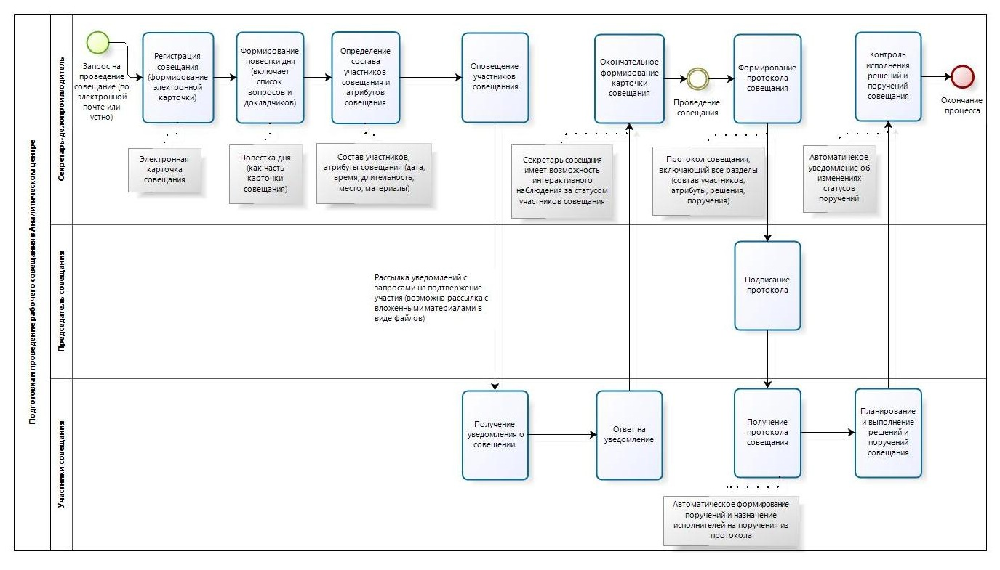 Подготовка и проведение рабочего совещания в Аналитическом центре
Секретарь-делопроизводитель
Запрос на
проведение
совещание (по
электронной
почте или
устно)
Регистрация
совещания
(формирование
электронной
карточки)
Формирование
повестки дня
(включает
список
вопросов и
докладчиков)
Определение
состава
участников
совещания и
атрибутов
совещания
Оповещение
участников
совещанния
Окончательное
формирование
карточки
совещания
Проведение
совещания
Формирование
протокола
совещания
Контроль
исполнения
решений и
поручений
совещания
Окончание
процесса
Электронная
карточка
совещания
Повестка дня
(как часть
карточки
совещания)
Состав участников,
атрибуты совещания (дата,
время, длительность,
место, материалы)
Секретарь совещания
имеет возможность
интерактивного
наблюдения за статусом
участников совещания
Протокол совещания,
включающий все разделы
(совтав участников,
атрибуты, решения,
поручения)
Автоматичекое
уведомление об
изменениях
статусов
поручений
Председатель совещания
Рассылка уведомлений с
запросами на подтвержение
участия (возможна рассылка с
вложенными материалами в
виде файлов)
Подписание
протокола
Участники совещания
Получение
уведомления о
совещении.
Ответ на
уведомление
Получение
протокола
совещания
Планирование
и выполнение
решений и
поручений
совещания
Автоматическое формирование
поручений и назначение
исполнителей на поручения из
протокола